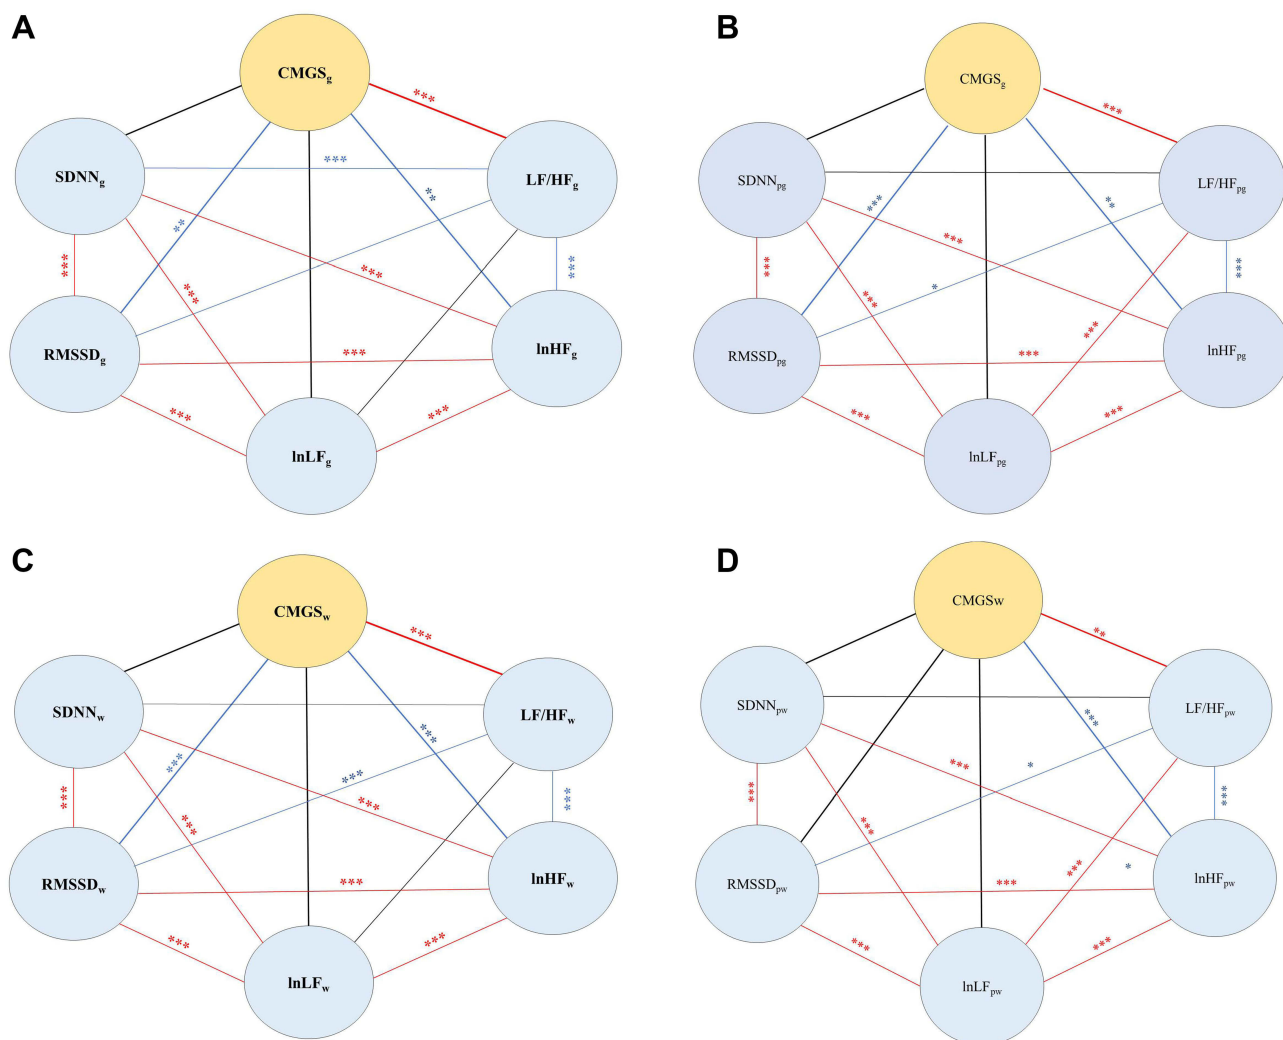 A
CMGSg
SDNNg
***
***
LF/HFg
**
**
***
***
***
***
RMSSDg
***
lnHFg
***
***
lnLFg
B
CMGSg
***
SDNNpg
LF/HFpg
***
**
***
***
***
*
***
***
RMSSDpg
***
lnHFpg
***
***
lnLFpg
C
CMGSw
***
SDNNw
LF/HFw
***
***
***
***
***
***
***
RMSSDw
***
lnHFw
***
***
lnLFw
D
CMGSw
**
SDNNpw
LF/HFpw
***
*
***
***
***
***
***
*
RMSSDpw
***
lnHFpw
***
***
lnLFpw